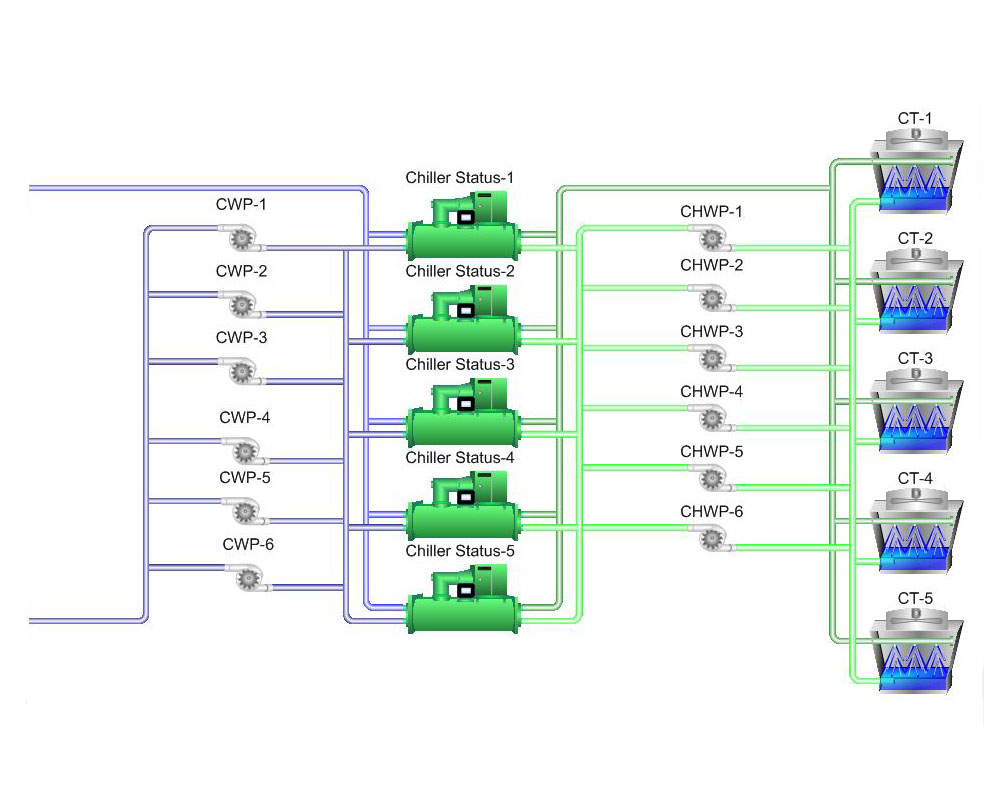 CT-1
Chiller Status-1
CWP-1
CHWP-1
CT-2
CWP-2
Chiller Status-2
CHWP-2
CWP-3
CHWP-3
Chiller Status-3
CT-3
CWP-4
CHWP-4
Chiller Status-4
CHWP-5
CWP-5
CT-4
CHWP-6
CWP-6
Chiller Status-5
CT-5